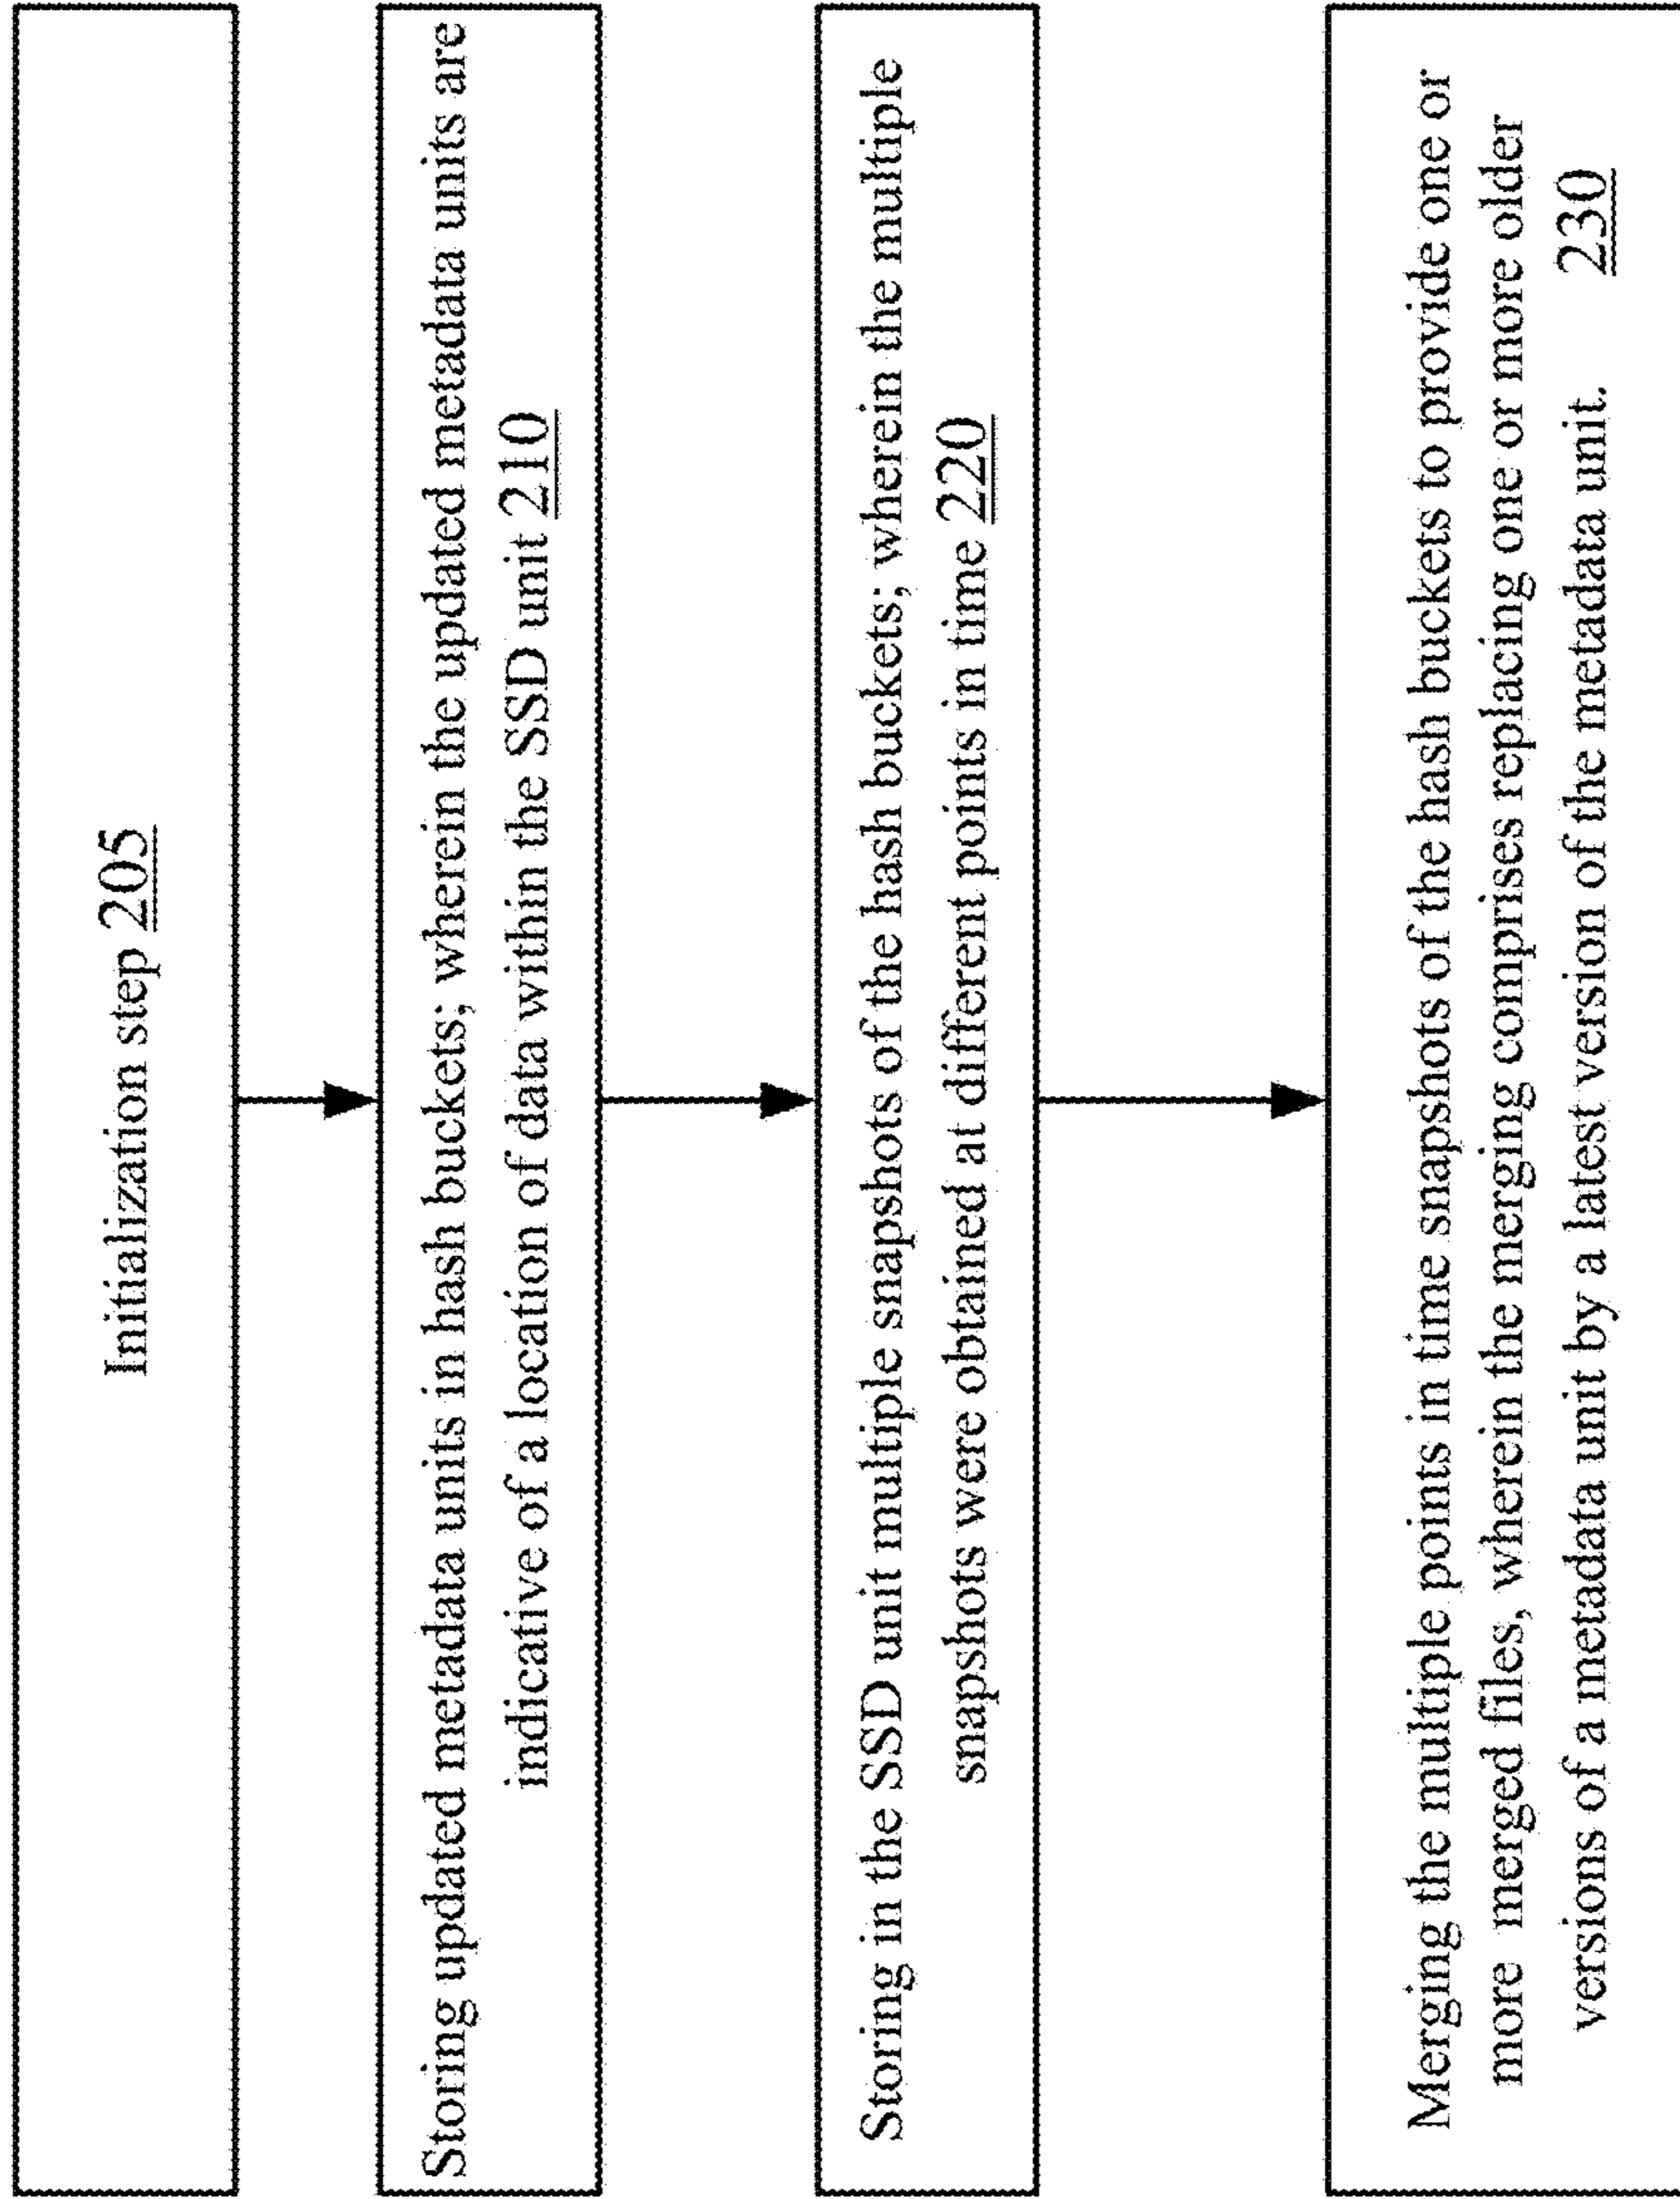 Initialization step 205
Storing updated metadata units in hash buckets; wherein the updated metadata units are
indicative of a location of data within the SSD unit 210
Storing in the SSD unit multiple snapshots of the hash buckets; wherein the multiple
snapshots were obtained at different points in time 220
Merging the multiple points in time snapshots of the hash buckets to provide one or
more merged files, wherein the merging comprises replacing one or more older
versions of a metadata unit by a latest version of the metadata unit. 230